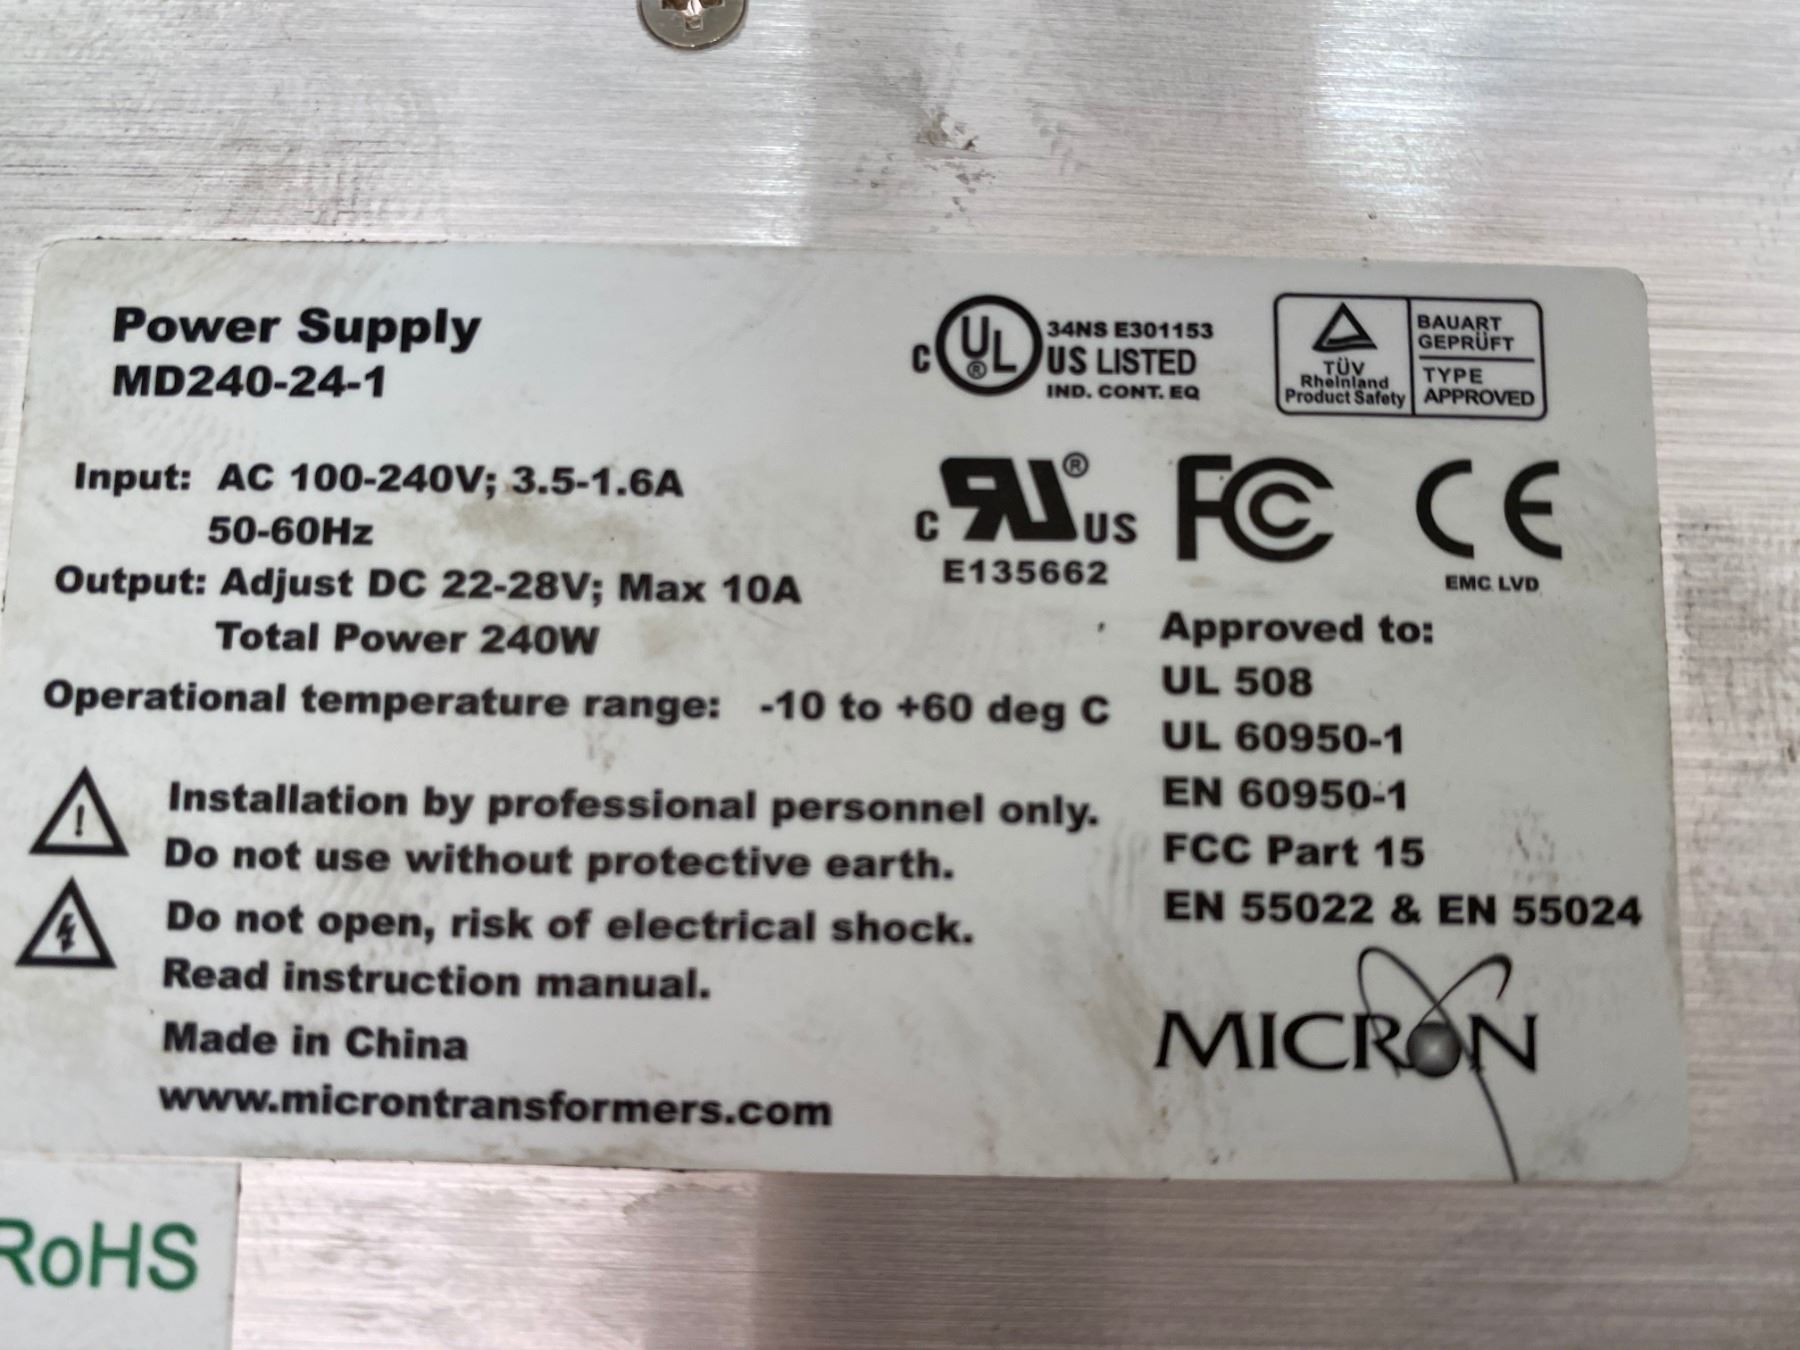 Power Supply
MD240-24-1
Input: AC 100-240V; 3.5-1.6A
50-60Hz
Output: Adjust DC 22-28V; Max 10A
Total Power 240W
Operational temperature range: -10 to +60 deg C
!
Installation by professional personnel only.
Do not use without protective earth.
Do not open, risk of electrical shock.
Read instruction manual.
Made in China
www.microntransformers.com
C UL ® 34NS E301153
US LISTED
IND. CONT. EQ
TÜV
Rheinland
Product Safety
BAUART
GEPRÜFT
TYPE
APPROVED
C RU ® US
E135662
FCC
CE
EMC LVD
Approved to:
UL 508
UL 60950-1
EN 60950-1
FCC Part 15
EN 55022 & EN 55024
MICRON
RoHS